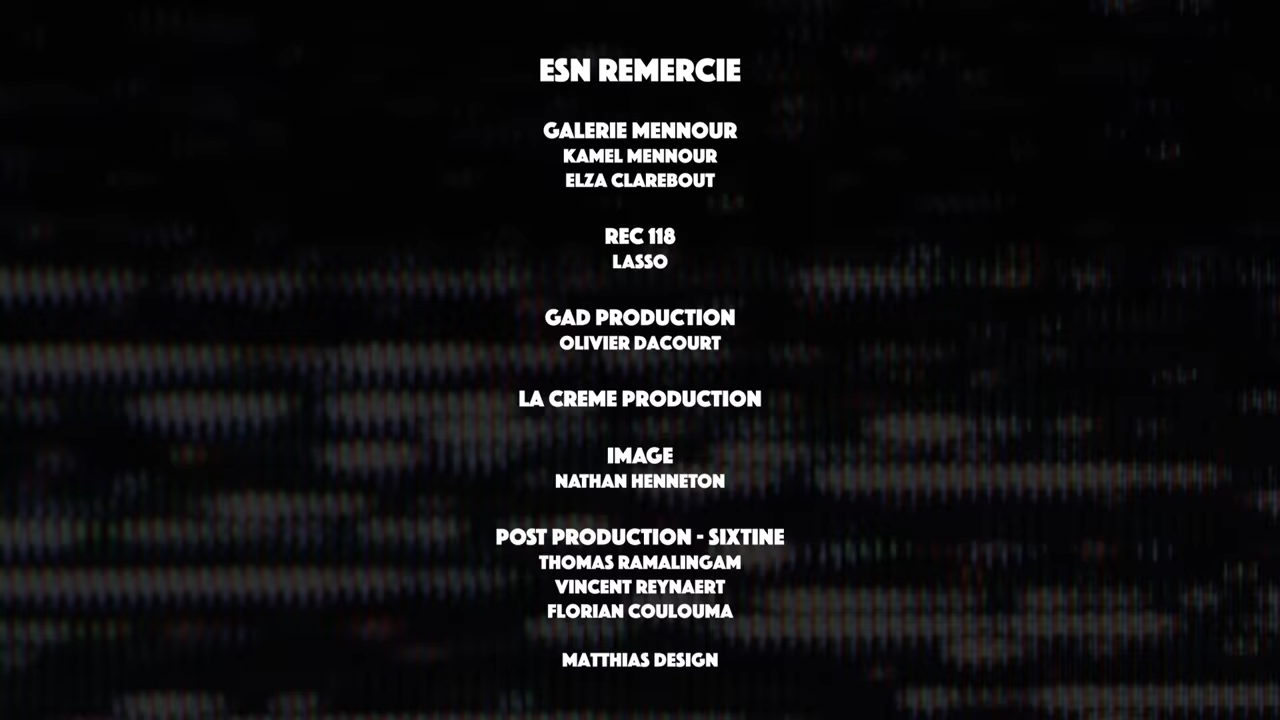 ESN REMERCIE
GALERIE MENNOUR
KAMEL MENNOUR
ELZA CLAREBOUT
REC 118
LASSO
GAD PRODUCTION
OLIVIER DACOURT
LA CREME PRODUCTION
IMAGE
NATHAN HENNETON
POST PRODUCTION - SIXTINE
THOMAS RAMALINGAM
VINCENT REYNAERT
FLORIAN COULOUMA
MATTHIAS DESIGN